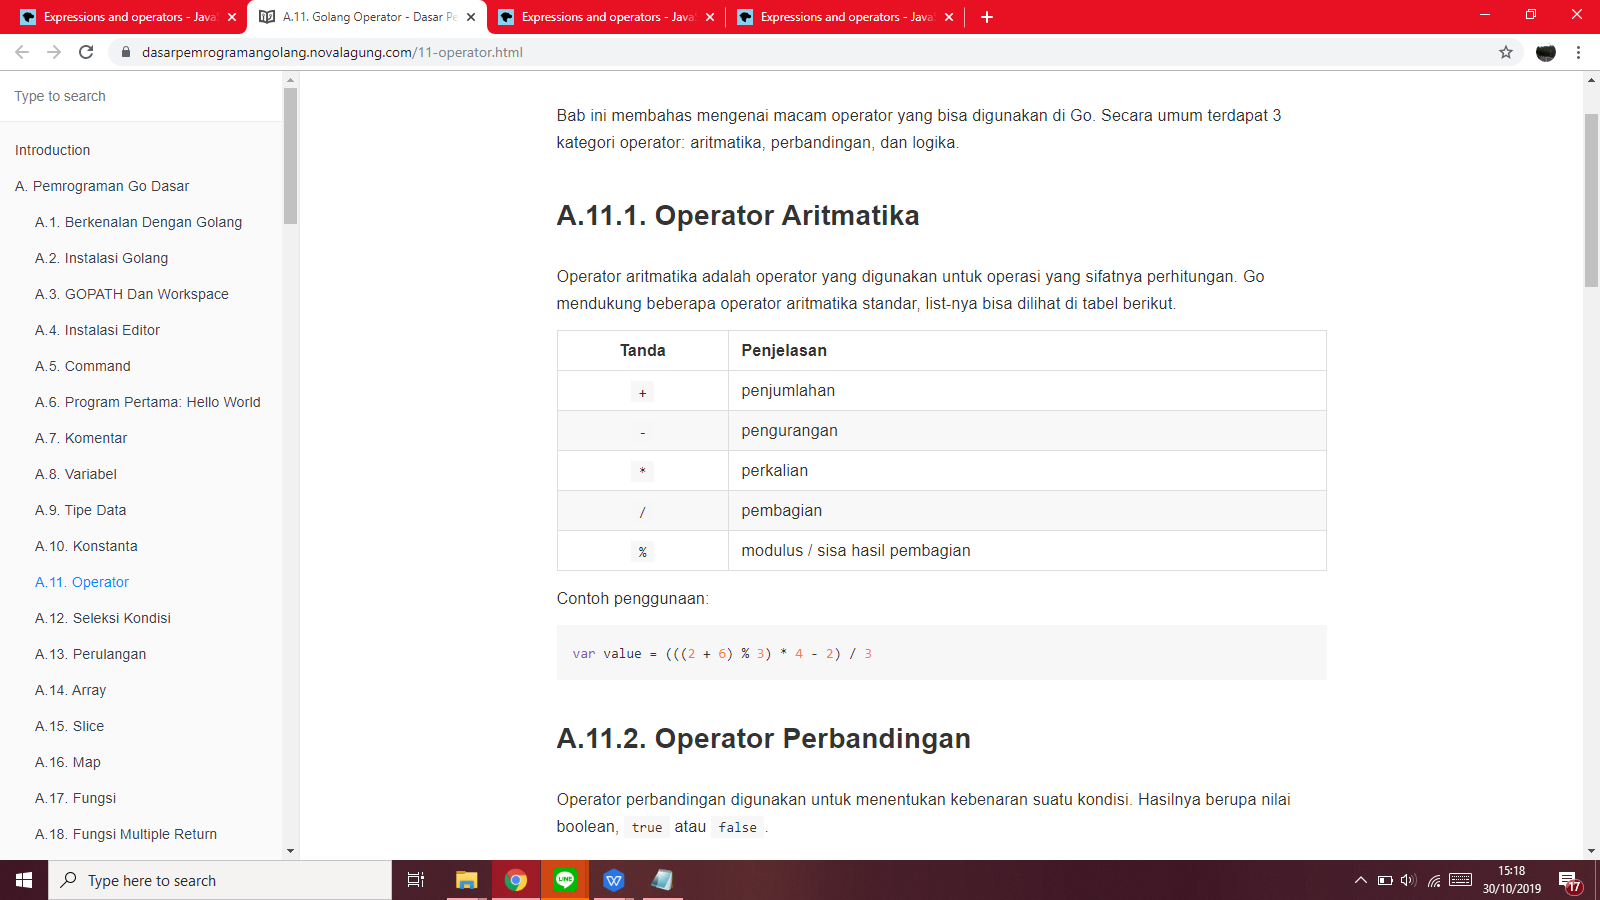 Expressions and operators - Java
A.11. Golang Operator - Dasar Pe
Expressions and operators - Java
Expressions and operators - Java
dasarpemrogramangolang.novalagung.com/11-operator.html
Type to search
Introduction
A. Pemrograman Go Dasar
A.1. Berkenalan Dengan Golang
A.2. Instalasi Golang
A.3. GOPATH Dan Workspace
A.4. Instalasi Editor
A.5. Command
A.6. Program Pertama: Hello World
A.7. Komentar
A.8. Variabel
A.9. Tipe Data
A.10. Konstanta
A.11. Operator
A.12. Seleksi Kondisi
A.13. Perulangan
A.14. Array
A.15. Slice
A.16. Map
A.17. Fungsi
A.18. Fungsi Multiple Return
Bab ini membahas mengenai macam operator yang bisa digunakan di Go. Secara umum terdapat 3
kategori operator: aritmatika, perbandingan, dan logika.
A.11.1. Operator Aritmatika
Operator aritmatika adalah operator yang digunakan untuk operasi yang sifatnya perhitungan. Go
mendukung beberapa operator aritmatika standar, list-nya bisa dilihat di tabel berikut.
Tanda Penjelasan
+ penjumlahan
- pengurangan
* perkalian
/ pembagian
% modulus / sisa hasil pembagian
Contoh penggunaan:
var value = (((2 + 6) % 3) * 4 - 2) / 3
A.11.2. Operator Perbandingan
Operator perbandingan digunakan untuk menentukan kebenaran suatu kondisi. Hasilnya berupa nilai
boolean, true atau false .
Type here to search
LINE
W
15:18
30/10/2019
17